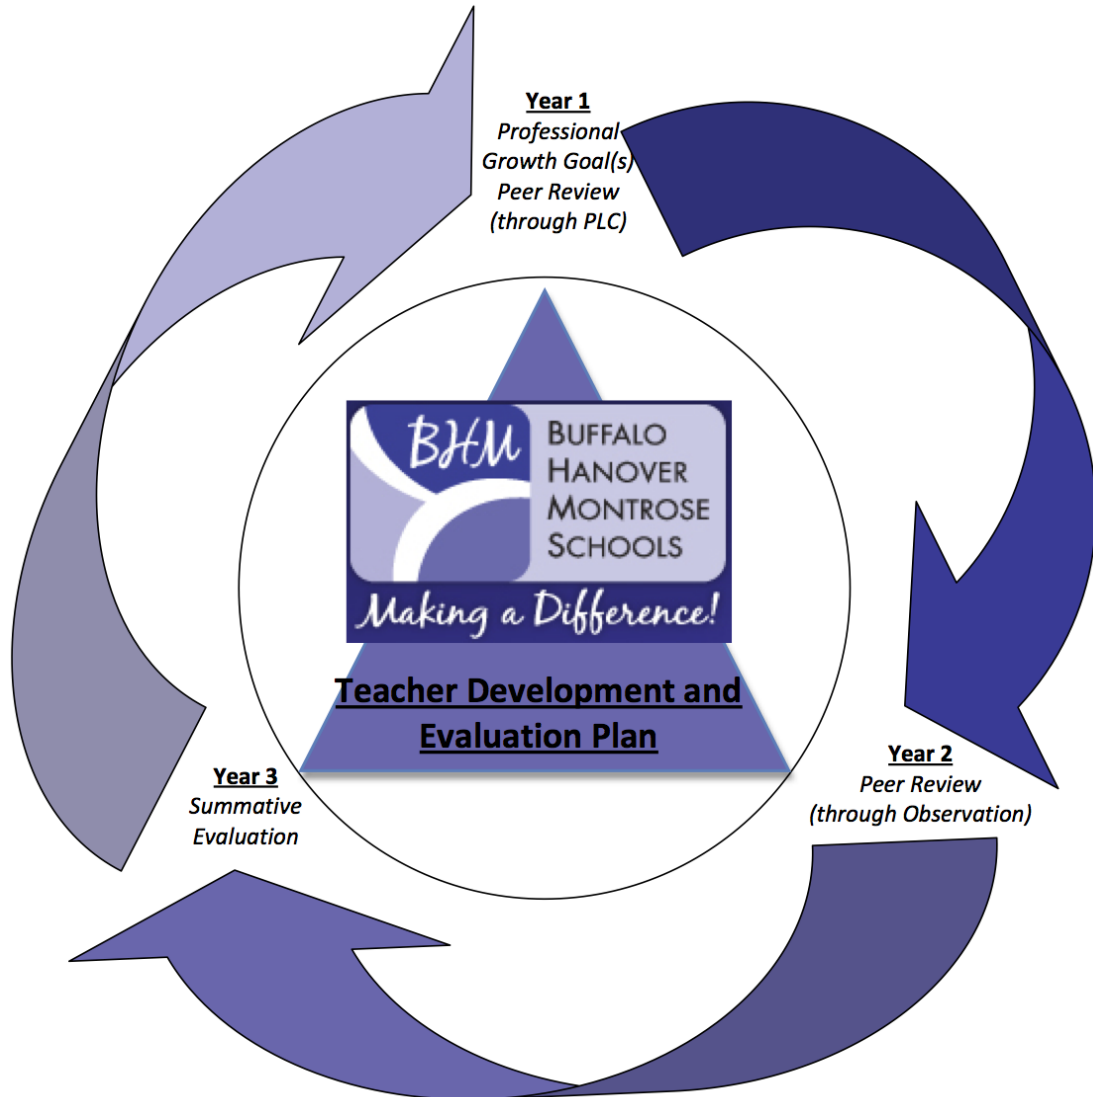 Year 1
Professional
Growth Goal(s)
Peer Review
(through PLC)
BHM
BUFFALO
HANOVER
MONTROSE
SCHOOLS
Making a Difference!
Teacher Development and
Evaluation Plan
Year 2
Peer Review
(through Observation)
Year 3
Summative
Evaluation